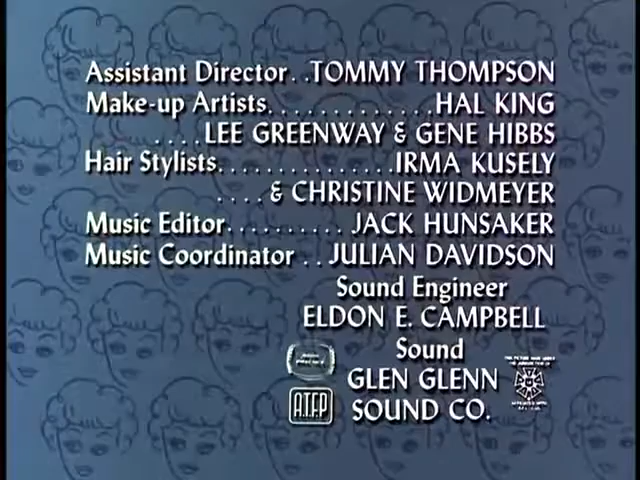 Assistant Director. .TOMMY THOMPSON
Make-up Artists. . . . . . . . . . . . .HAL KING
. . . .LEE GREENWAY & GENE HIBBS
Hair Stylists. . . . . . . . . . . . . . .IRMA KUSELY
. . . .& CHRISTINE WIDMEYER
Music Editor. . . . . . . . . . JACK HUNSAKER
Music Coordinator . .JULIAN DAVIDSON
Sound Engineer
ELDON E. CAMPBELL
Sound
GLEN GLENN
SOUND CO.
A.T.F.P